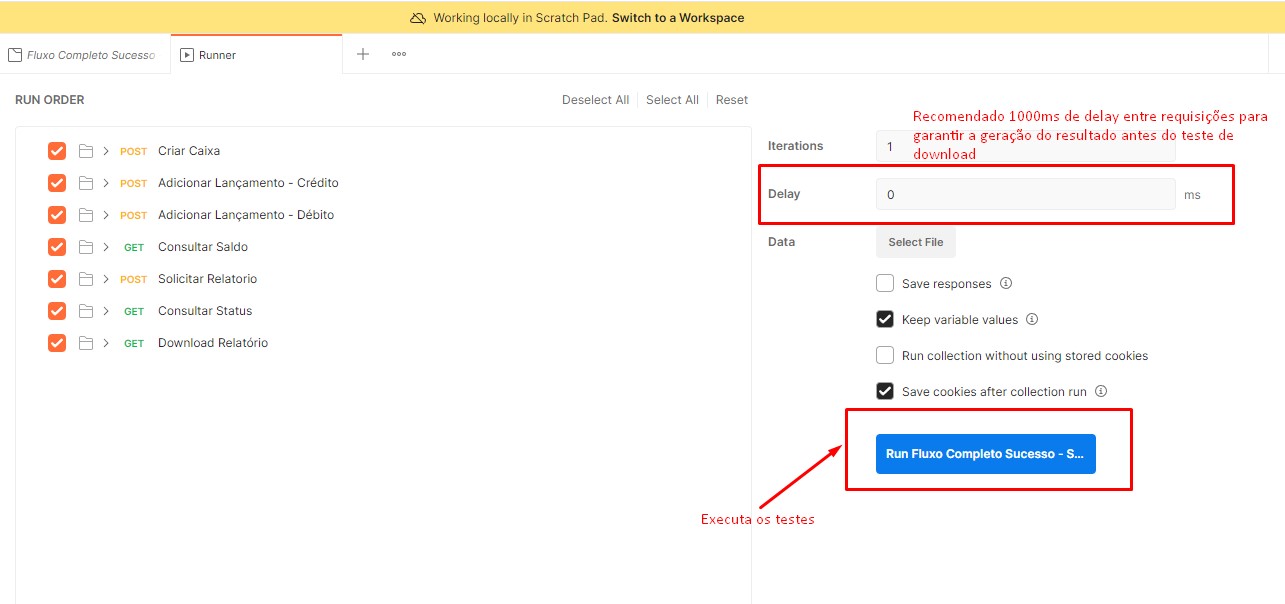 Working locally in Scratch Pad. Switch to a Workspace
Fluxo Completo Sucesso
Runner
RUN ORDER
Deselect All
Select All
Reset
POST Criar Caixa
POST Adicionar Lançamento - Crédito
POST Adicionar Lançamento - Débito
GET Consultar Saldo
POST Solicitar Relatorio
GET Consultar Status
GET Download Relatório
Recomendado 1000ms de delay entre requisições para
garantir a geração do resultado antes do teste de
download
Iterations 1
Delay 0 ms
Data Select File
Save responses
Keep variable values
Run collection without using stored cookies
Save cookies after collection run
Run Fluxo Completo Sucesso - S...
Executa os testes